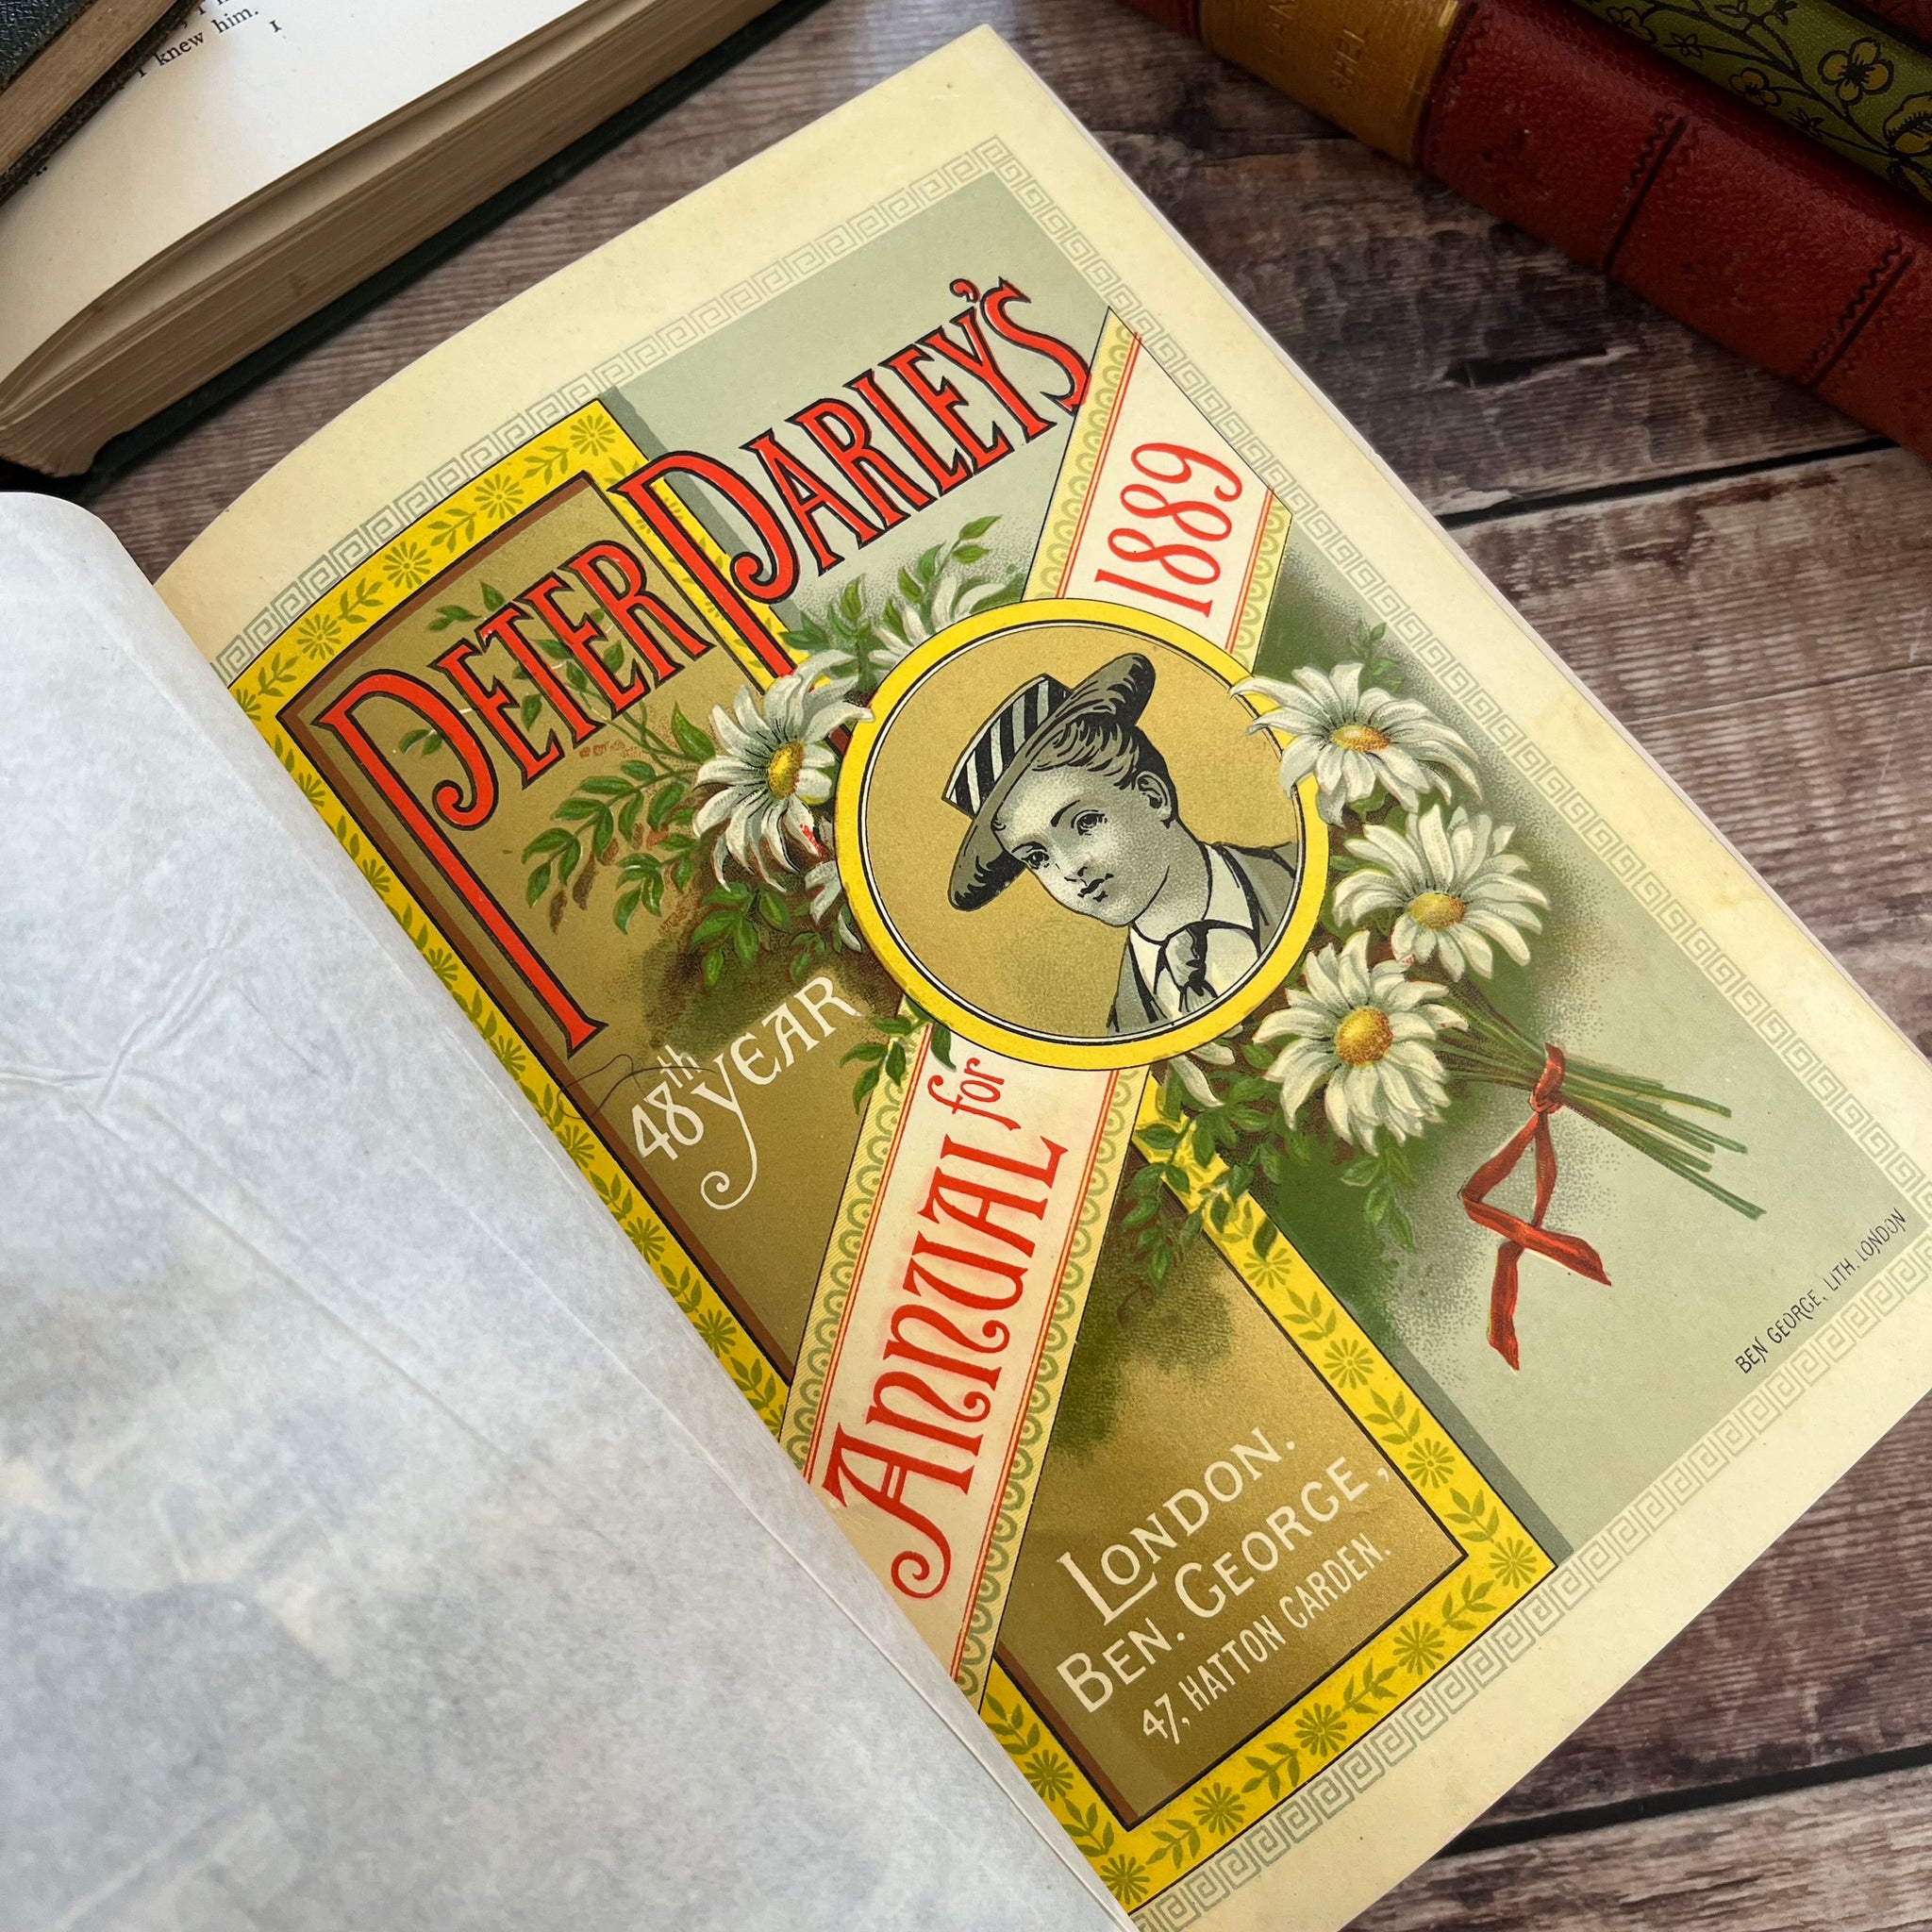 knew him.
1
PETER PARLEY'S
1889
48th YEAR
ANNUAL for
LONDON.
BEN. GEORGE,
47, HATTON GARDEN.
BEN GEORGE, LITH. LONDON